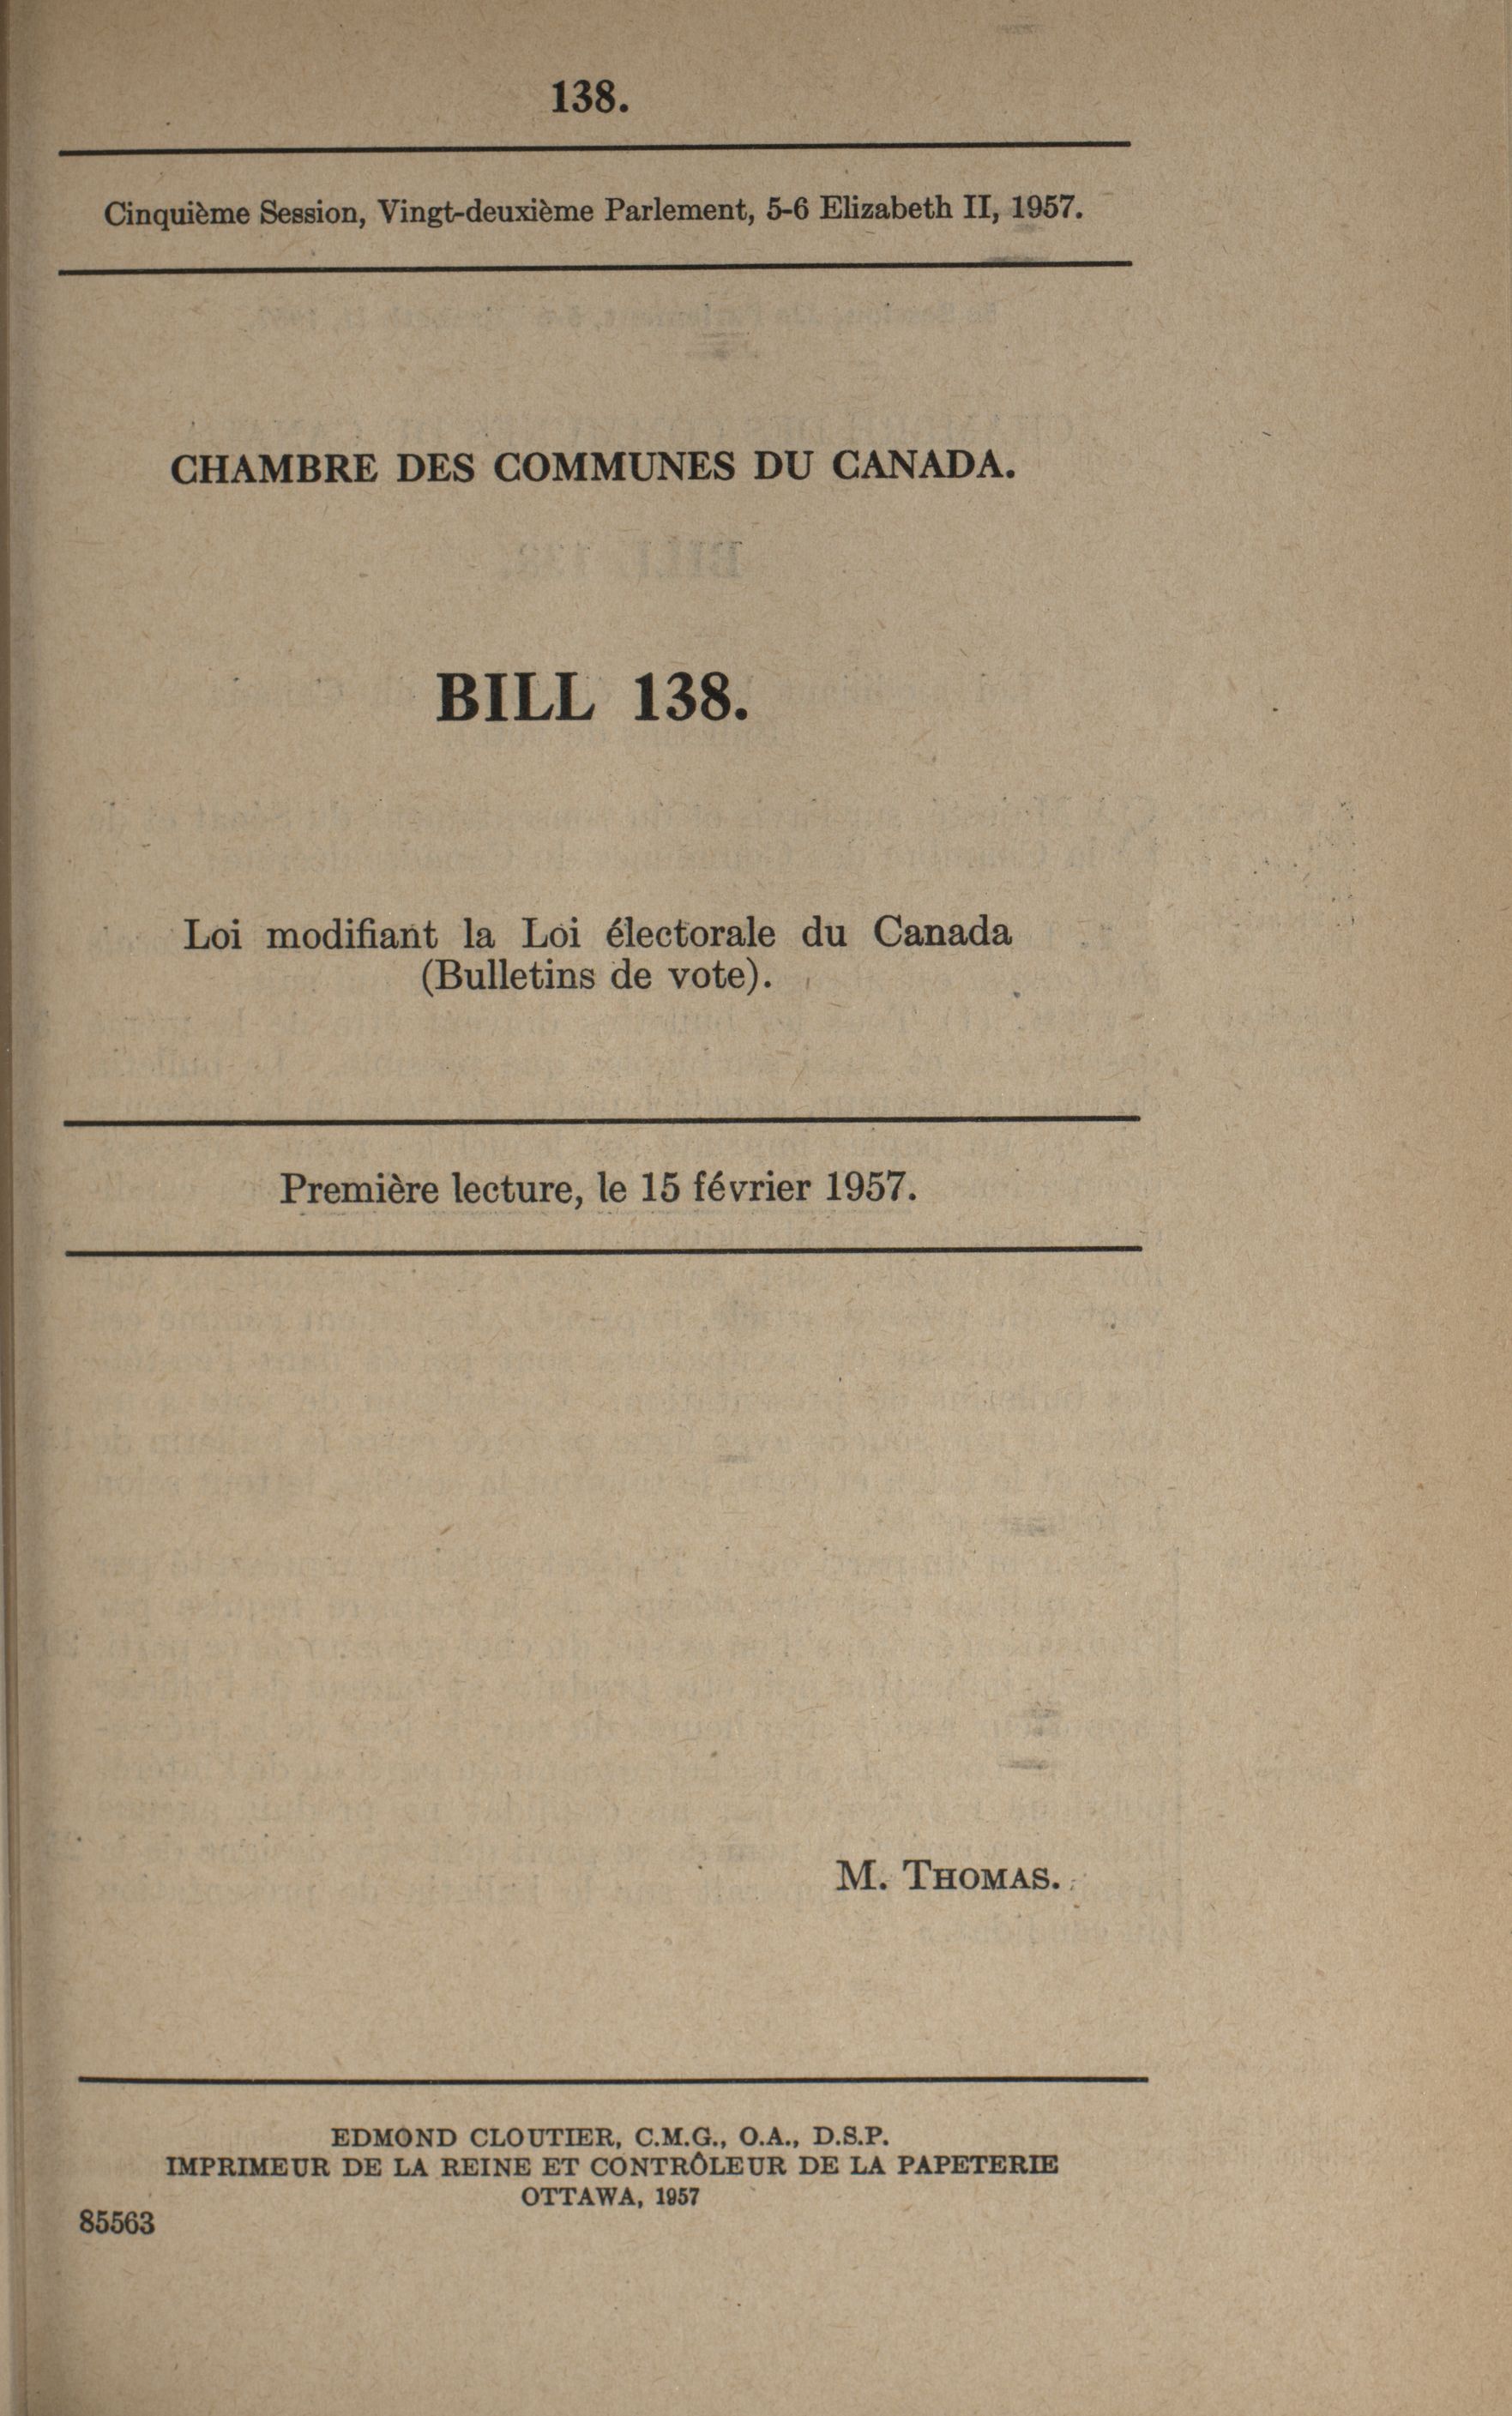 138.
Cinquième Session, Vingt-deuxième Parlement, 5-6 Elizabeth II, 1957.
CHAMBRE DES COMMUNES DU CANADA.
BILL 138.
Loi modifiant la Loi électorale du Canada
(Bulletins de vote).
Première lecture, le 15 février 1957.
M. THOMAS.
EDMOND CLOUTIER, C.M.G., O.A., D.S.P.
IMPRIMEUR DE LA REINE ET CONTRÔLEUR DE LA PAPETERIE
OTTAWA, 1957
85563